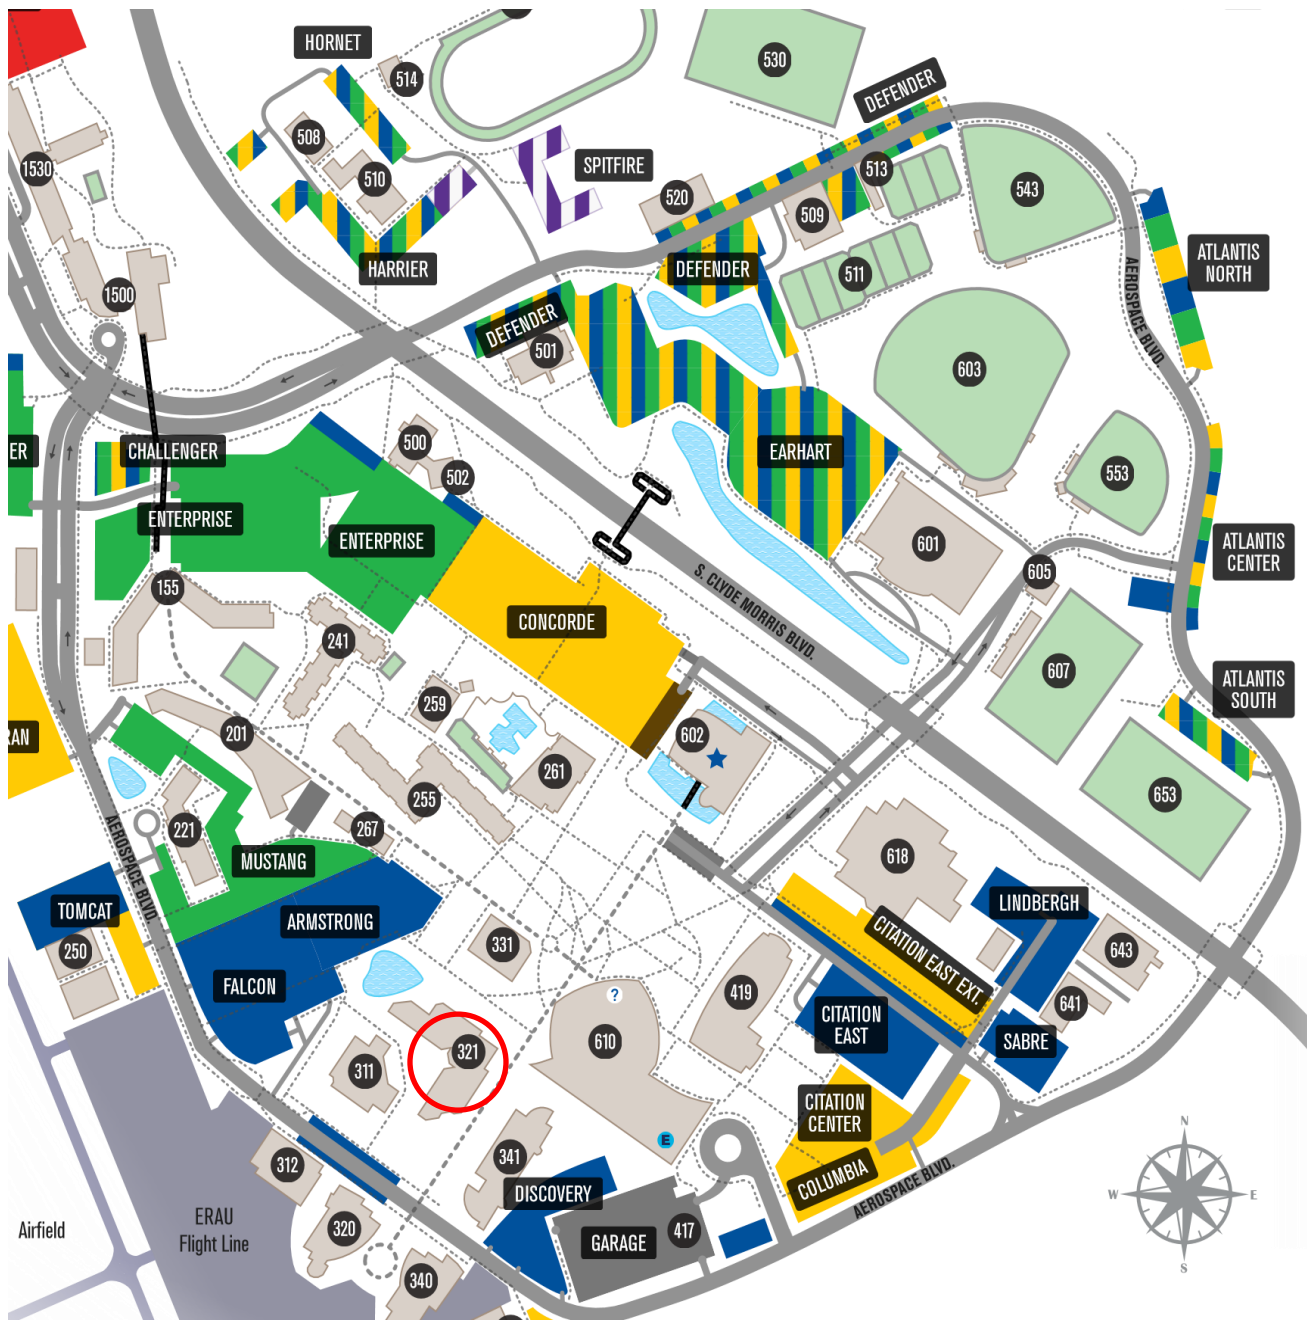 HORNET
514
530
DEFENDER
508
1530
510
SPITFIRE
513
543
520
509
HARRIER
DEFENDER
511
ATLANTIS
NORTH
1500
AEROSPACE BLVD.
DEFENDER
501
603
500
CHALLENGER
ER
EARHART
502
553
ENTERPRISE
ENTERPRISE
601
ATLANTIS
CENTER
605
155
S. CLYDE MORRIS BLVD.
CONCORDE
241
607
ATLANTIS
SOUTH
259
RAN
201
602
261
255
653
267
221
AEROSPACE BLVD.
618
MUSTANG
LINDBERGH
TOMCAT
ARMSTRONG
CITATION EAST EXT.
250
331
643
FALCON
419
?
641
CITATION
EAST
610
SABRE
321
311
CITATION
CENTER
E
341
312
COLUMBIA
AEROSPACE BLVD.
DISCOVERY
N
W
E
S
Airfield
ERAU
Flight Line
320
GARAGE
417
340